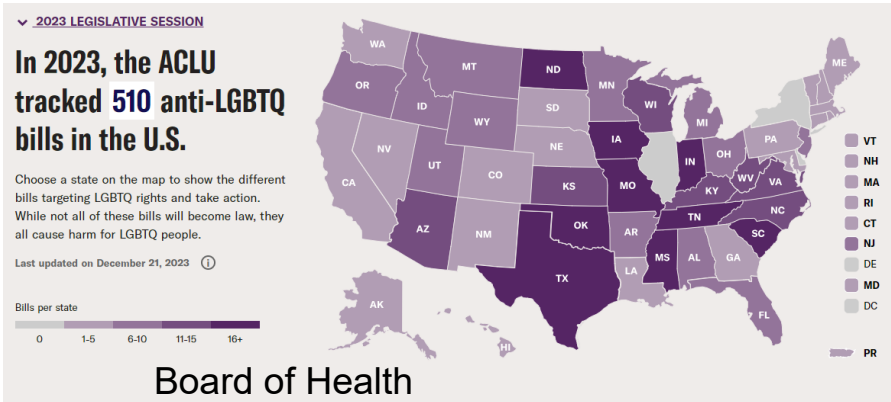 2023 LEGISLATIVE SESSION
In 2023, the ACLU
tracked 510 anti-LGBTQ
bills in the U.S.
Choose a state on the map to show the different
bills targeting LGBTQ rights and take action.
While not all of these bills will become law, they
all cause harm for LGBTQ people.
Last updated on December 21, 2023
Bills per state
0 1-5 6-10 11-15 16+
Board of Health
WA
MT
ND
MN
ME
OR
ID
SD
WI
MI
WY
IA
NE
PA
NV
UT
CO
IN
OH
CA
KS
MO
WV
VA
KY
AZ
NM
OK
AR
TN
NC
SC
TX
LA
MS
AL
GA
FL
AK
HI
VT
NH
MA
RI
CT
NJ
DE
MD
DC
PR